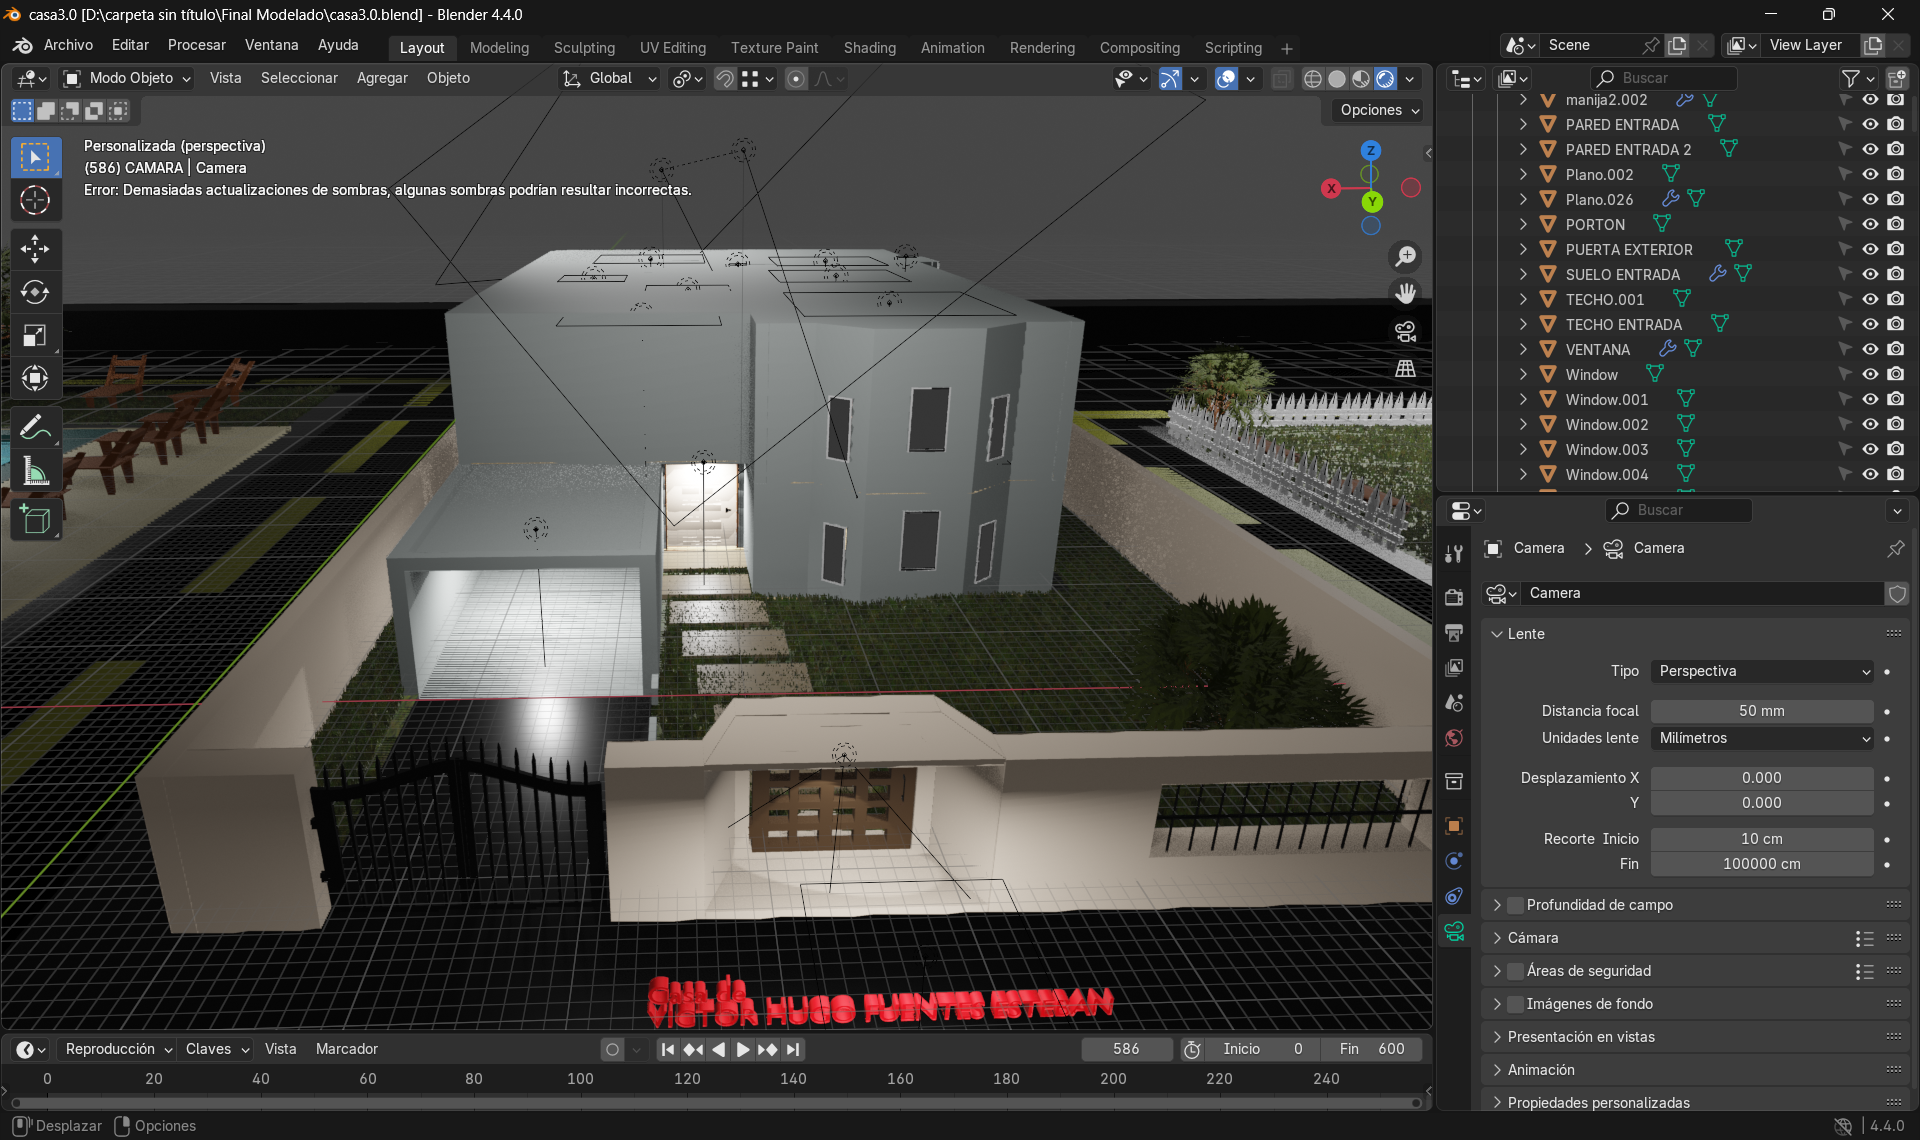 casa3.0 [D:\carpeta sin título\Final Modelado\casa3.0.blend] - Blender 4.4.0
Archivo Editar Procesar Ventana Ayuda
Layout Modeling Sculpting UV Editing Texture Paint Shading Animation Rendering Compositing Scripting +
Scene
View Layer
Modo Objeto Vista Seleccionar Agregar Objeto
Global
Opciones
Personalizada (perspectiva)
(586) CAMARA | Camera
Error: Demasiadas actualizaciones de sombras, algunas sombras podrían resultar incorrectas.
Z
X
Y
Casa de
VICTOR HUGO FUENTES ESTEBAN
Buscar
manija2.002
PARED ENTRADA
PARED ENTRADA 2
Plano.002
Plano.026
PORTON
PUERTA EXTERIOR
SUELO ENTRADA
TECHO.001
TECHO ENTRADA
VENTANA
Window
Window.001
Window.002
Window.003
Window.004
Buscar
Camera > Camera
Camera
Lente
Tipo Perspectiva
Distancia focal 50 mm
Unidades lente Milímetros
Desplazamiento X 0.000
Y 0.000
Recorte Inicio 10 cm
Fin 100000 cm
Profundidad de campo
Cámara
Áreas de seguridad
Imágenes de fondo
Presentación en vistas
Animación
Propiedades personalizadas
Reproducción Claves Vista Marcador
586
Inicio 0
Fin 600
0 20 40 60 80 100 120 140 160 180 200 220 240
Desplazar Opciones
4.4.0